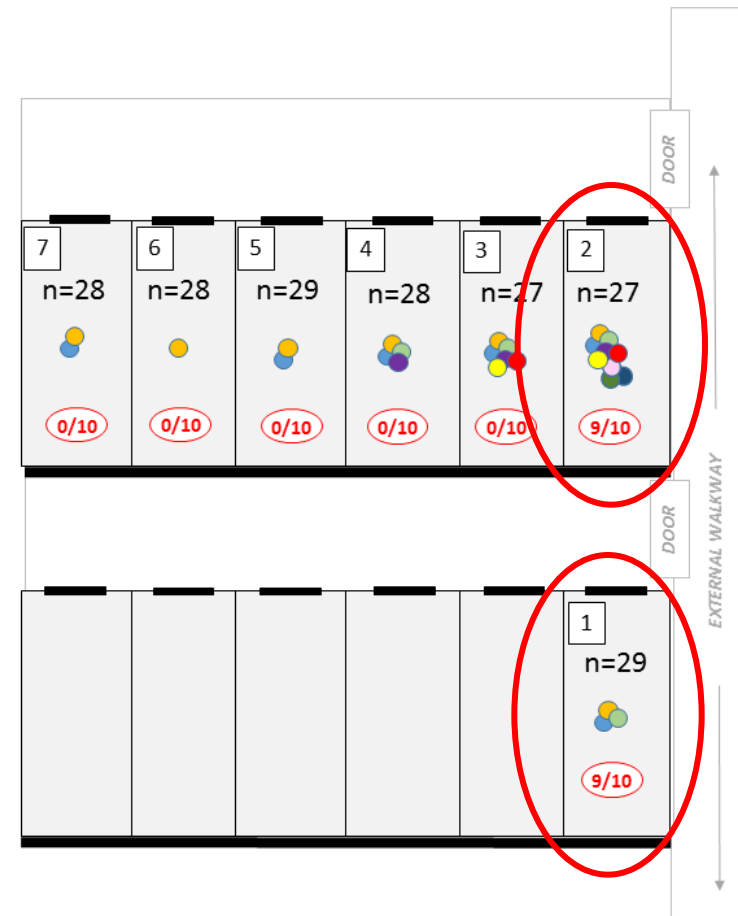 DOOR
7
6
5
4
3
2
n=28
n=28
n=29
n=28
n=27
n=27
0/10
0/10
0/10
0/10
0/10
9/10
EXTERNAL WALKWAY
DOOR
1
n=29
9/10